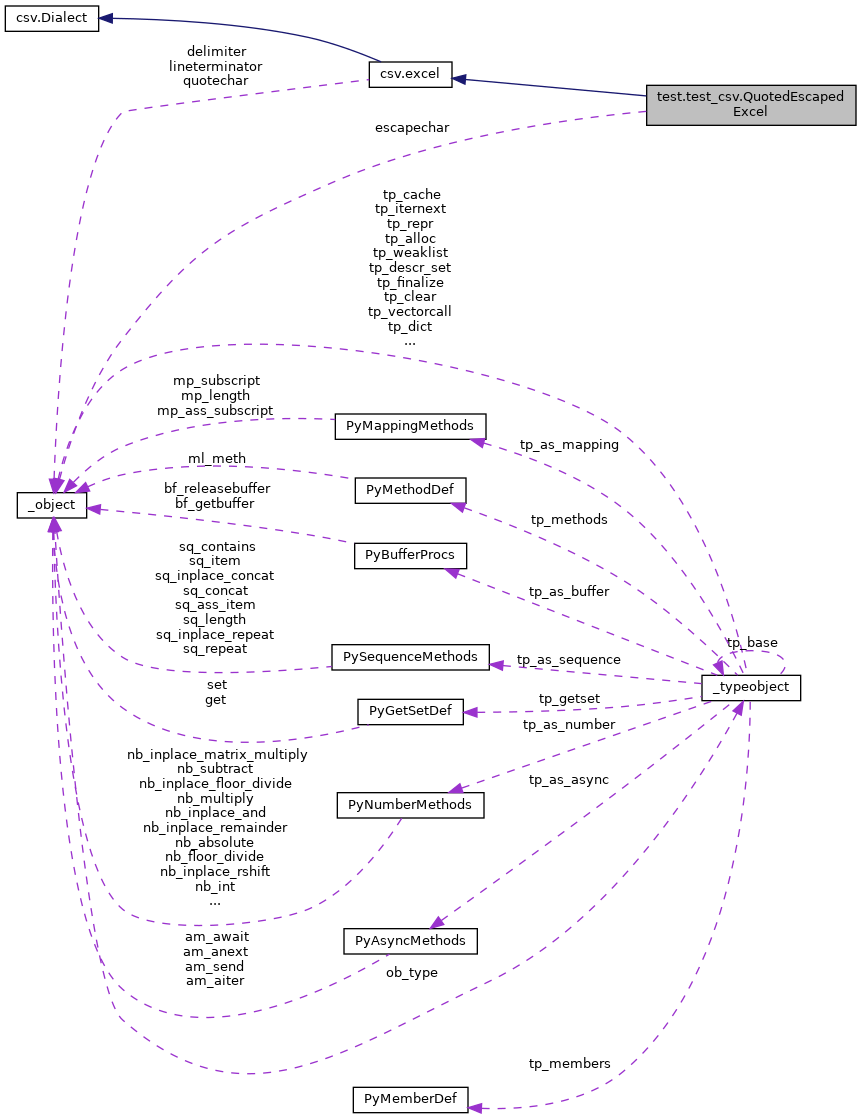 csv.Dialect
delimiter
lineterminator
quotechar
csv.excel
test.test_csv.QuotedEscaped
Excel
escapechar
tp_cache
tp_iternext
tp_repr
tp_alloc
tp_weaklist
tp_descr_set
tp_finalize
tp_clear
tp_vectorcall
tp_dict
...
mp_subscript
mp_length
mp_ass_subscript
PyMappingMethods
tp_as_mapping
ml_meth
PyMethodDef
_object
bf_releasebuffer
bf_getbuffer
tp_methods
PyBufferProcs
sq_contains
sq_item
sq_inplace_concat
sq_concat
sq_ass_item
sq_length
sq_inplace_repeat
sq_repeat
tp_as_buffer
tp_base
PySequenceMethods
tp_as_sequence
_typeobject
set
get
PyGetSetDef
tp_getset
tp_as_number
nb_inplace_matrix_multiply
nb_subtract
nb_inplace_floor_divide
nb_multiply
nb_inplace_and
nb_inplace_remainder
nb_absolute
nb_floor_divide
nb_inplace_rshift
nb_int
...
PyNumberMethods
tp_as_async
am_await
am_anext
am_send
am_aiter
PyAsyncMethods
ob_type
tp_members
PyMemberDef